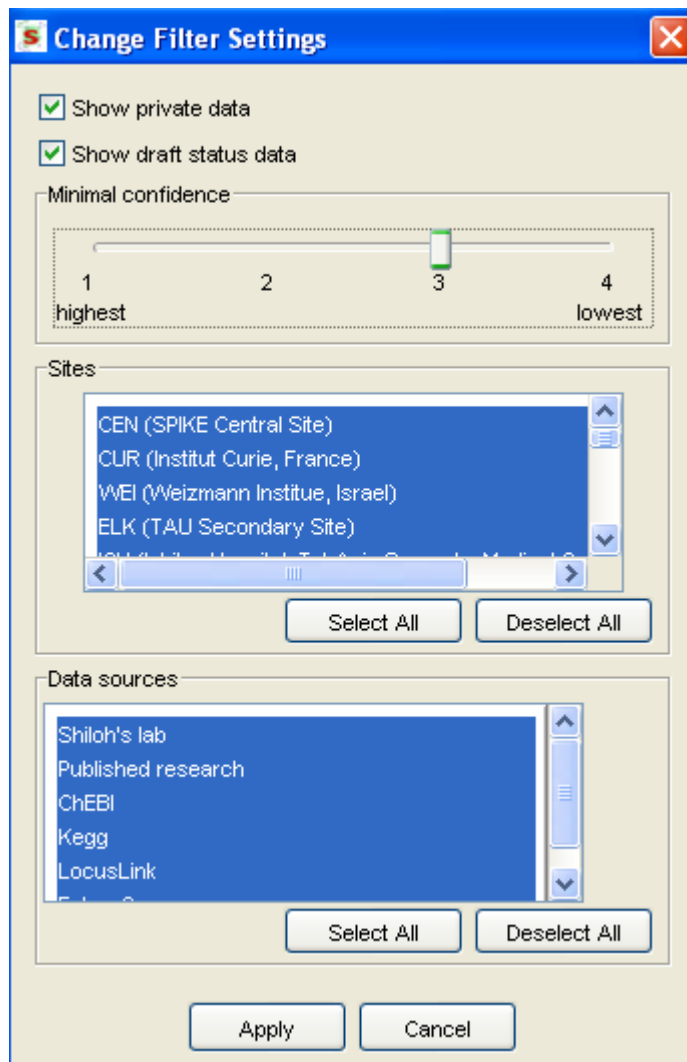 S Change Filter Settings
Show private data
Show draft status data
Minimal confidence
1 2 3 4
highest lowest
Sites
CEN (SPIKE Central Site)
CUR (Institut Curie, France)
WEI (Weizmann Institue, Israel)
ELK (TAU Secondary Site)
Select All Deselect All
Data sources
Shiloh's lab
Published research
ChEBI
Kegg
LocusLink
Select All Deselect All
Apply Cancel